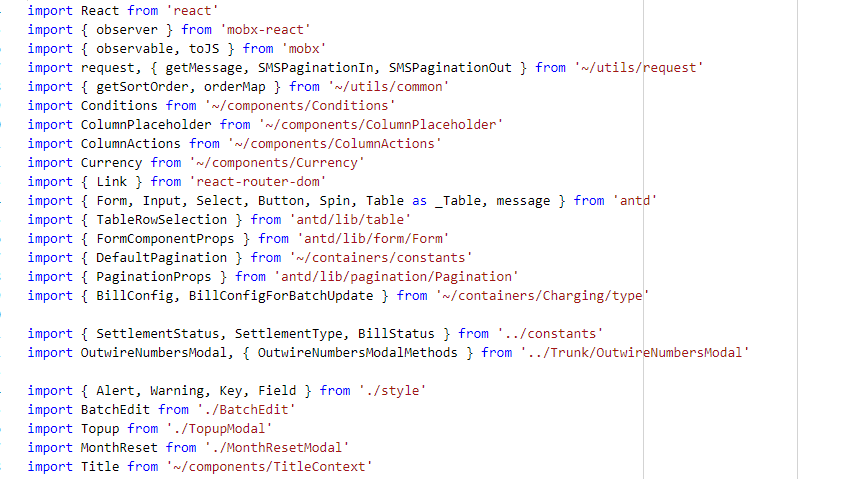 import React from 'react'
import { observer } from 'mobx-react'
import { observable, toJS } from 'mobx'
import request, { getMessage, SMSPaginationIn, SMSPaginationOut } from '~/utils/request'
import { getSortOrder, orderMap } from '~/utils/common'
import Conditions from '~/components/Conditions'
import ColumnPlaceholder from '~/components/ColumnPlaceholder'
import ColumnActions from '~/components/ColumnActions'
import Currency from '~/components/Currency'
import { Link } from 'react-router-dom'
import { Form, Input, Select, Button, Spin, Table as _Table, message } from 'antd'
import { TableRowSelection } from 'antd/lib/table'
import { FormComponentProps } from 'antd/lib/form/Form'
import { DefaultPagination } from '~/containers/constants'
import { PaginationProps } from 'antd/lib/pagination/Pagination'
import { BillConfig, BillConfigForBatchUpdate } from '~/containers/Charging/type'
import { SettlementStatus, SettlementType, BillStatus } from '../constants'
import OutwireNumbersModal, { OutwireNumbersModalMethods } from '../Trunk/OutwireNumbersModal'
import { Alert, Warning, Key, Field } from './style'
import BatchEdit from './BatchEdit'
import Topup from './TopupModal'
import MonthReset from './MonthResetModal'
import Title from '~/components/TitleContext'